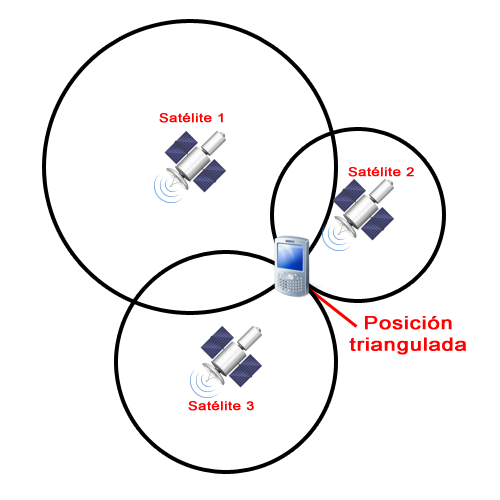 Satélite 1
Satélite 2
Posición
triangulada
Satélite 3